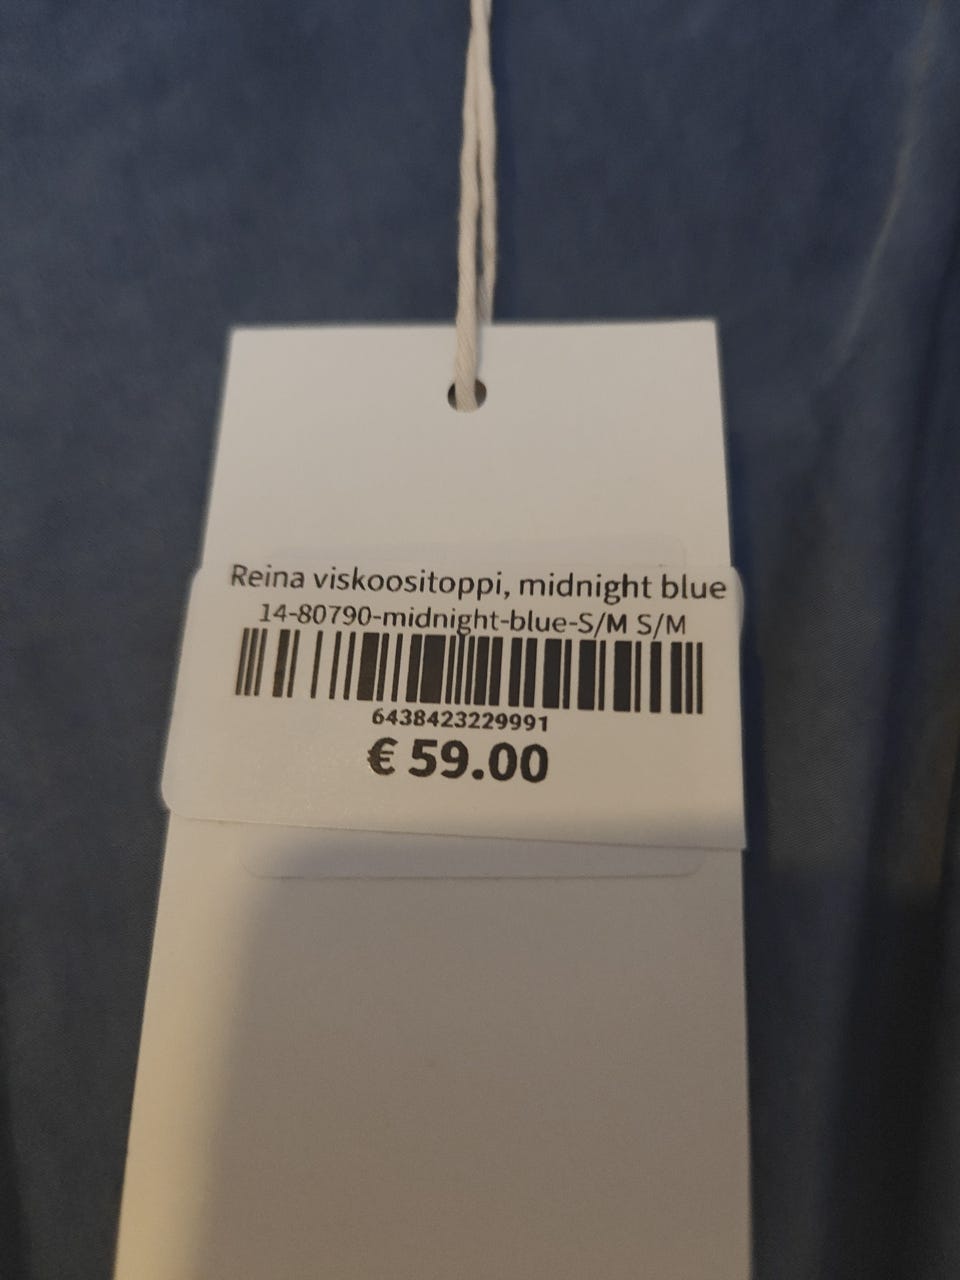 Reina viskoositoppi, midnight blue
14-80790-midnight-blue-S/M S/M
6438423229991
€ 59.00